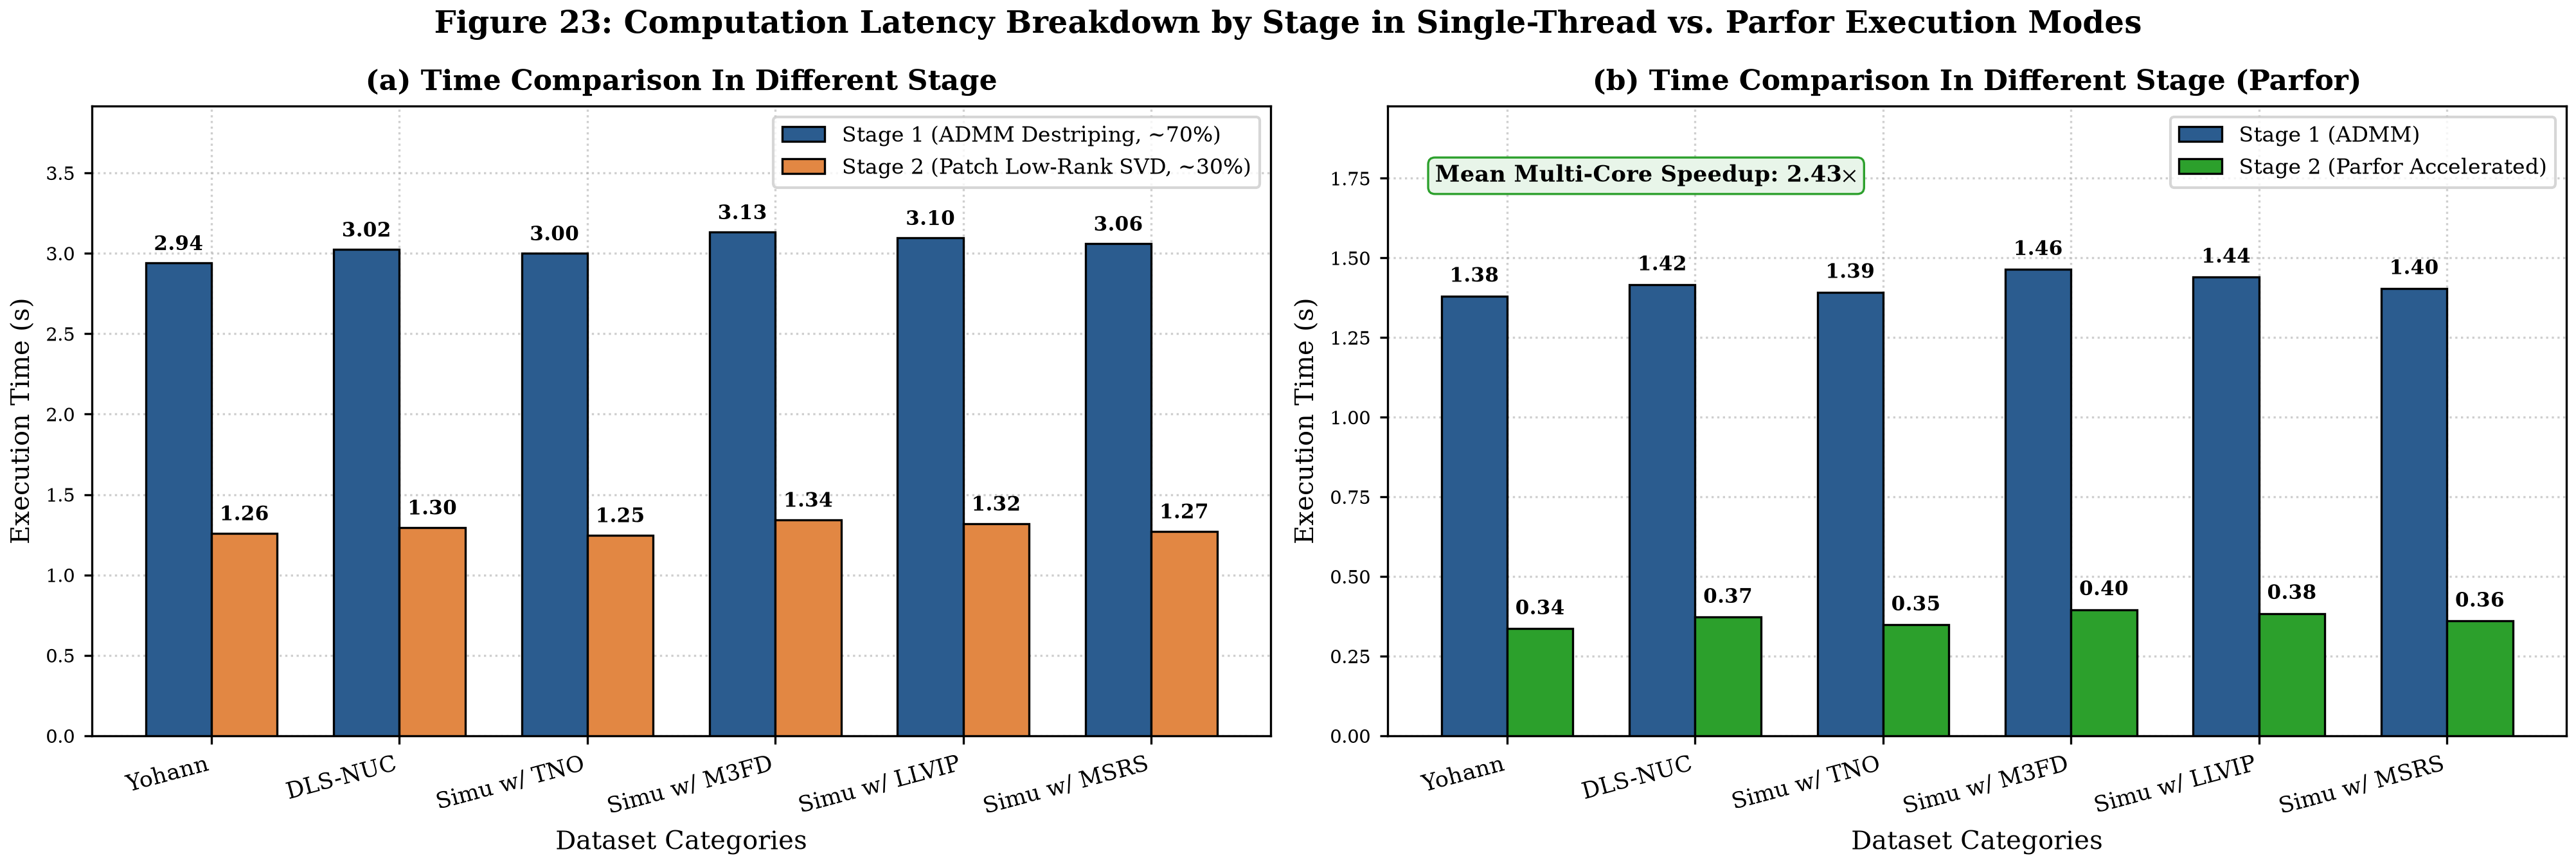 Figure 23: Computation Latency Breakdown by Stage in Single-Thread vs. Parfor Execution Modes
(a) Time Comparison In Different Stage
Stage 1 (ADMM Destriping, ~70%)
Stage 2 (Patch Low-Rank SVD, ~30%)
Execution Time (s)
3.5
3.0
2.5
2.0
1.5
1.0
0.5
0.0
2.94
1.26
3.02
1.30
3.00
1.25
3.13
1.34
3.10
1.32
3.06
1.27
Yohann
DLS-NUC
Simu w/ TNO
Simu w/ M3FD
Simu w/ LLVIP
Simu w/ MSRS
Dataset Categories
(b) Time Comparison In Different Stage (Parfor)
Stage 1 (ADMM)
Stage 2 (Parfor Accelerated)
Mean Multi-Core Speedup: 2.43×
Execution Time (s)
1.75
1.50
1.25
1.00
0.75
0.50
0.25
0.00
1.38
0.34
1.42
0.37
1.39
0.35
1.46
0.40
1.44
0.38
1.40
0.36
Yohann
DLS-NUC
Simu w/ TNO
Simu w/ M3FD
Simu w/ LLVIP
Simu w/ MSRS
Dataset Categories